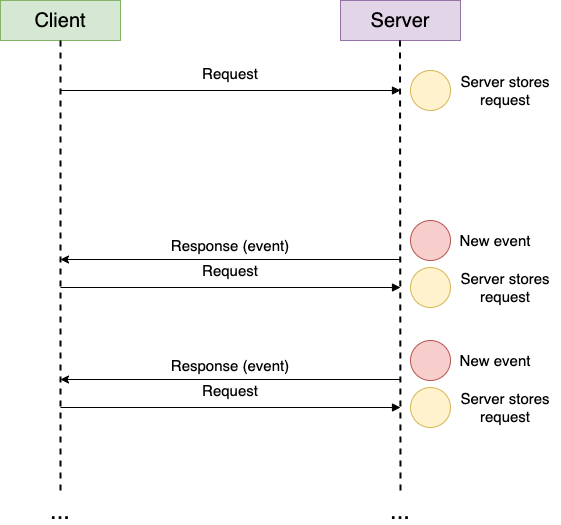 Client
Server
Request
Server stores
request
New event
Response (event)
Request
Server stores
request
New event
Response (event)
Request
Server stores
request
...
...